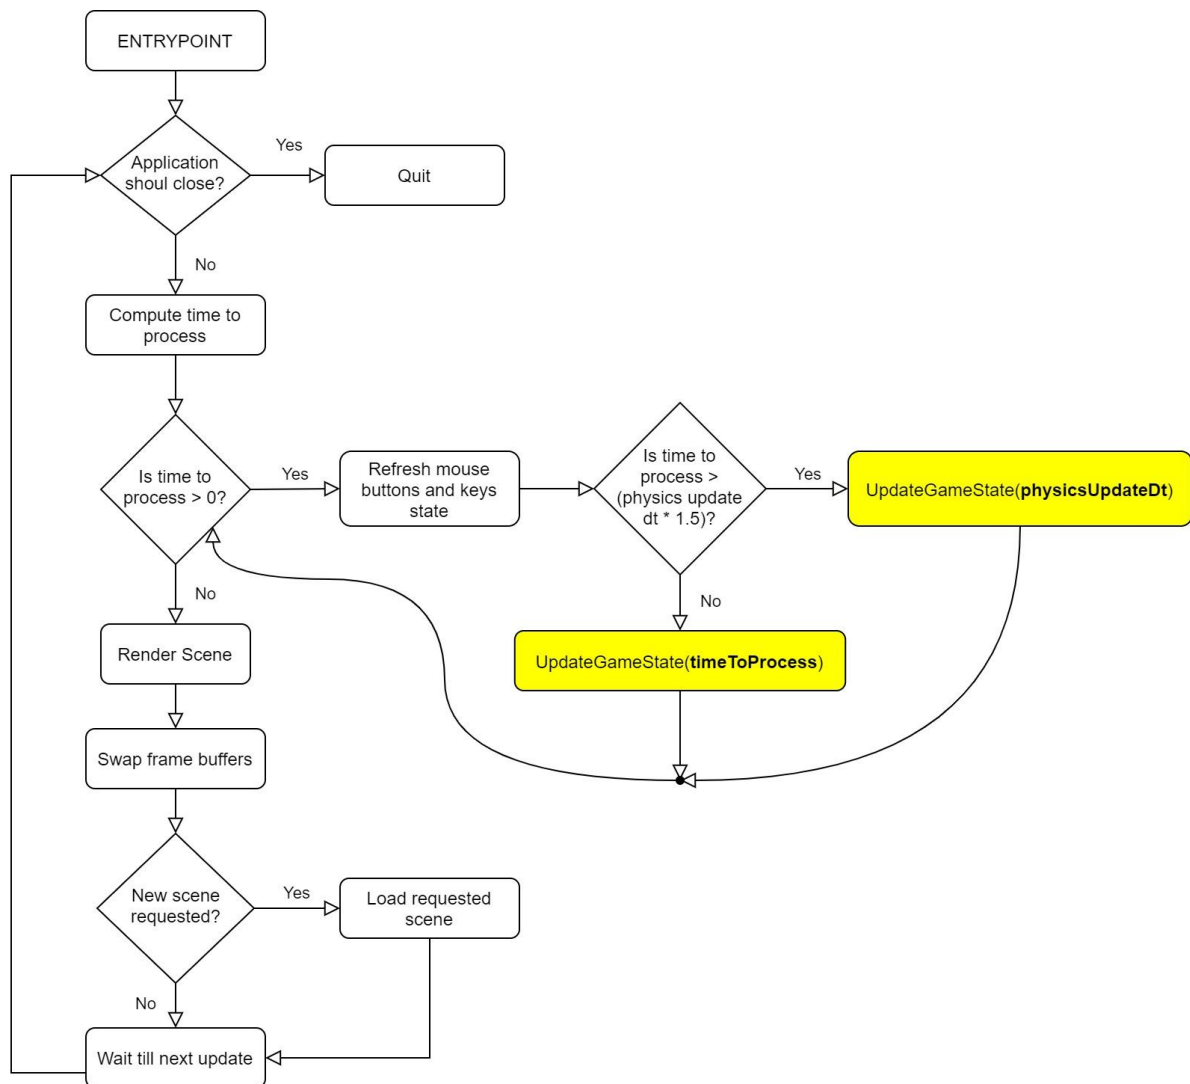 ENTRYPOINT
Application
shoul close?
Yes
Quit
No
Compute time to
process
Is time to
process > 0?
Yes
Refresh mouse
buttons and keys
state
Is time to
process >
(physics update
dt * 1.5)?
Yes
UpdateGameState(physicsUpdateDt)
No
UpdateGameState(timeToProcess)
No
Render Scene
Swap frame buffers
New scene
requested?
Yes
Load requested
scene
No
Wait till next update